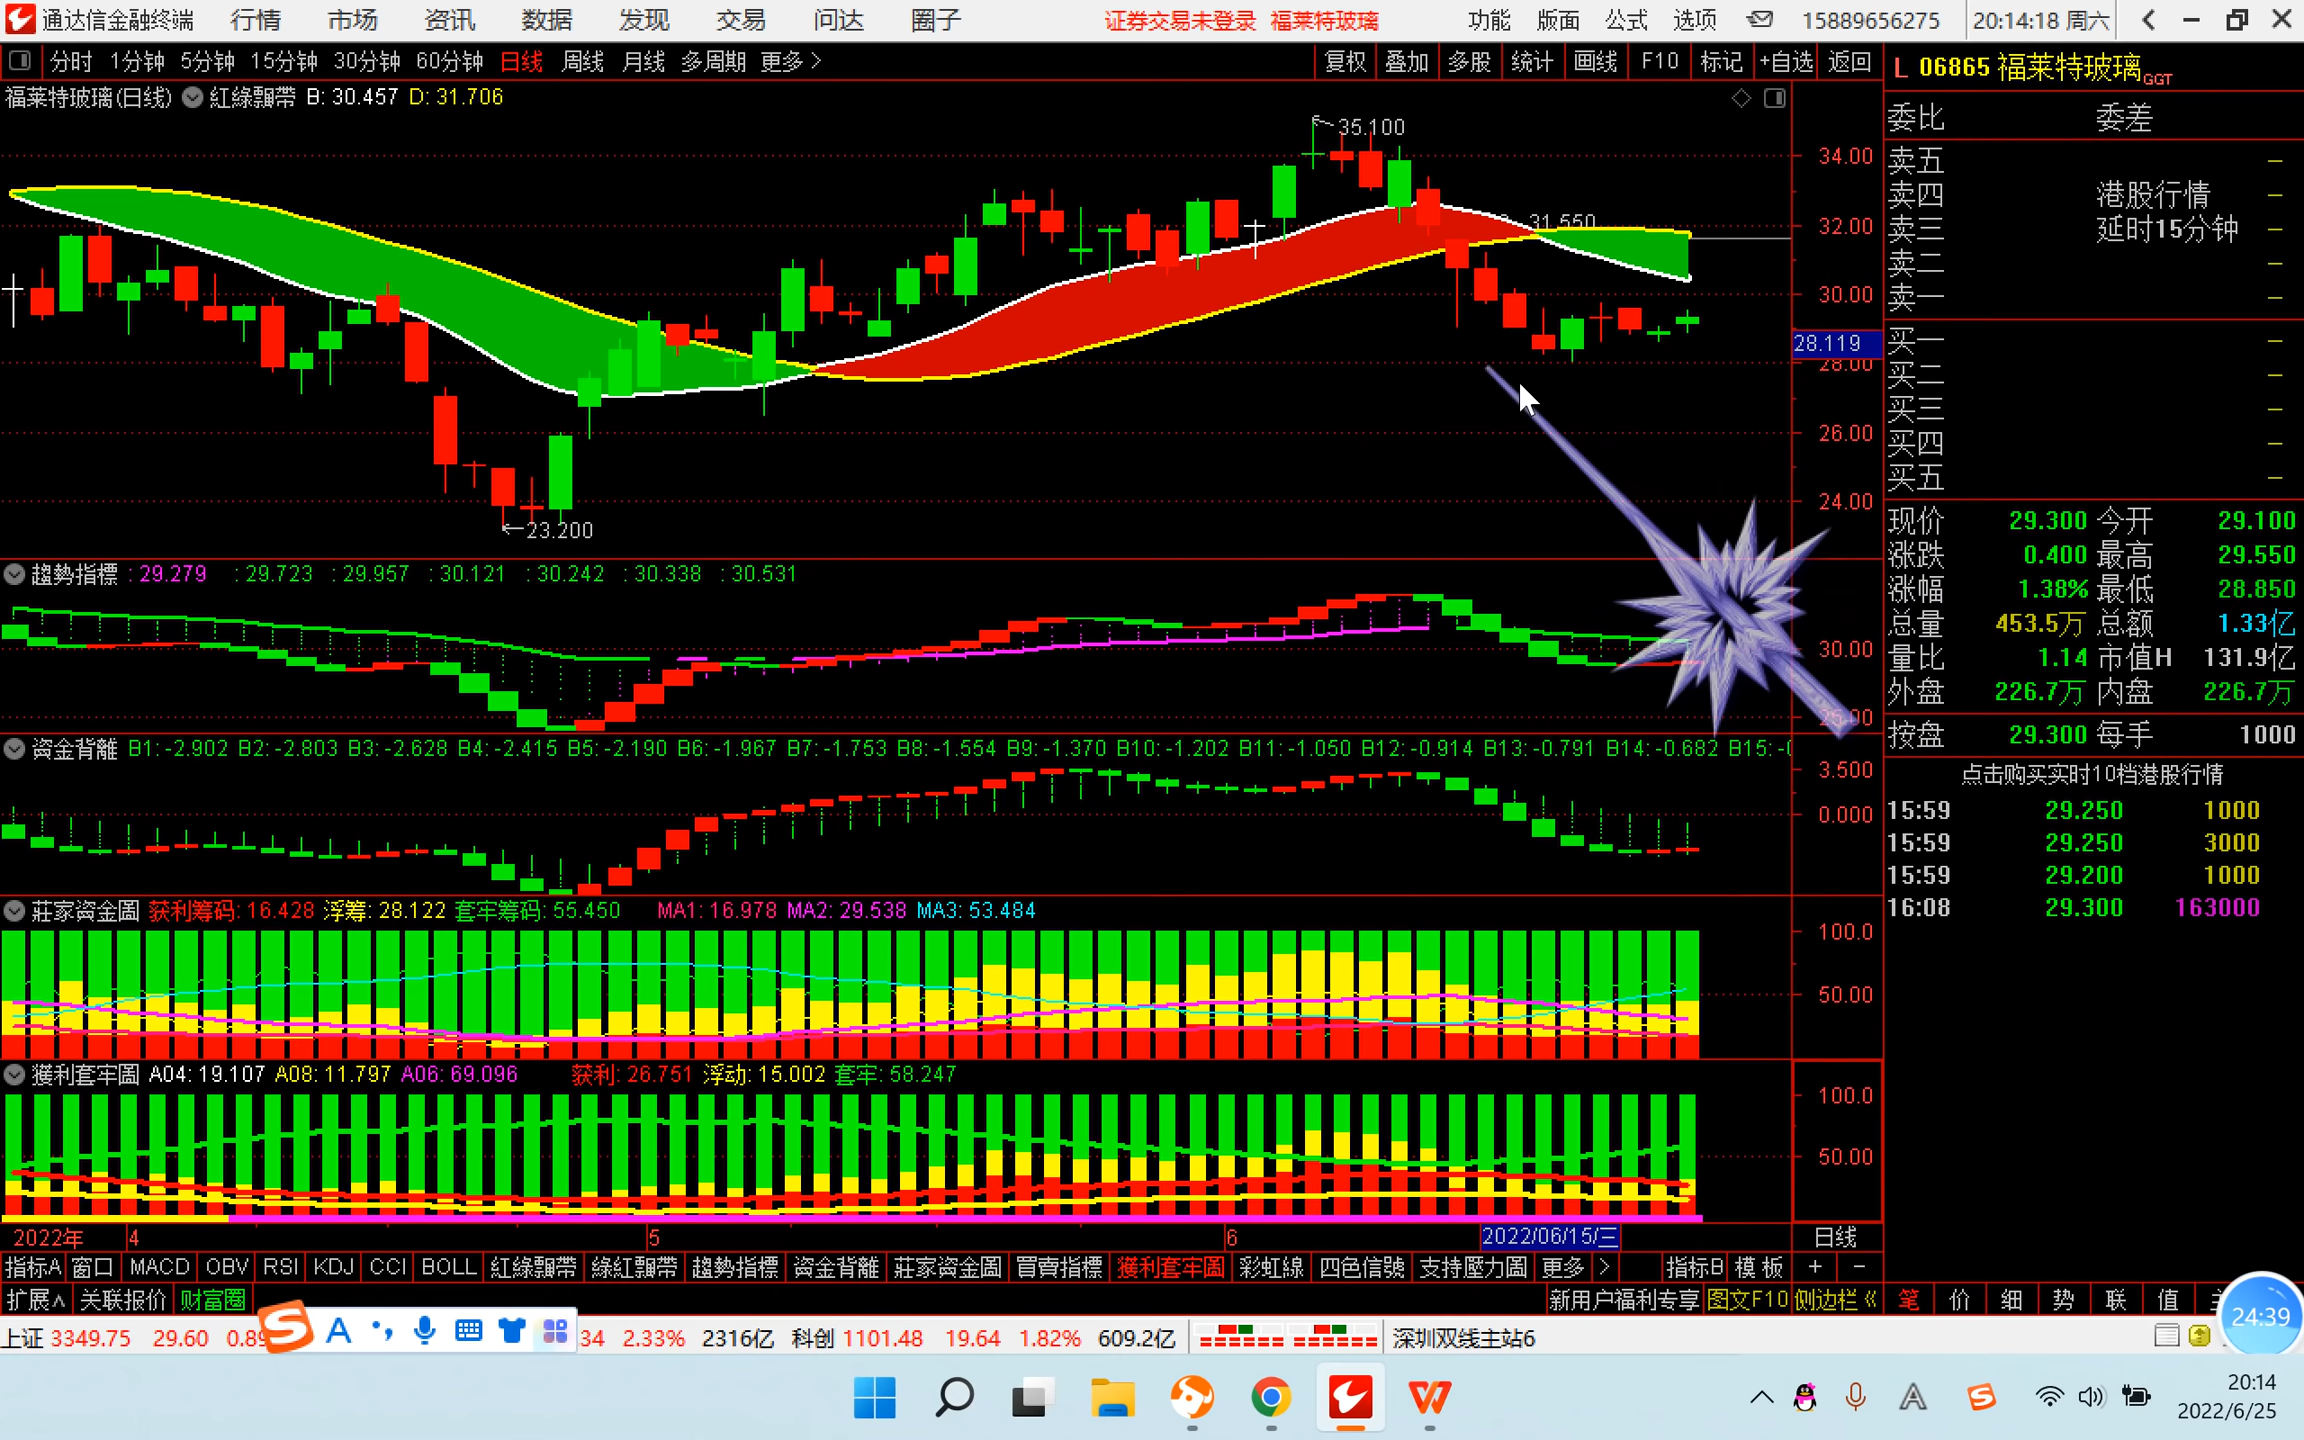 通达信金融终端 行情 市场 资讯 数据 发现 交易 问达 圈子 证券交易未登录 福莱特玻璃 功能 版面 公式 选项 15889656275 20:14:18 周六
分时 1分钟 5分钟 15分钟 30分钟 60分钟 日线 周线 月线 多周期 更多 复权 叠加 多股 统计 画线 F10 标记 +自选 返回
L 06865 福莱特玻璃GGT
福莱特玻璃(日线) 红綠飄帶 B: 30.457 D: 31.706
35.100
31.550
23.200
34.00
32.00
30.00
28.119
28.00
26.00
24.00
趨勢指標 : 29.279 : 29.723 : 29.957 : 30.121 : 30.242 : 30.338 : 30.531
30.00
资金背離 B1: -2.902 B2: -2.803 B3: -2.628 B4: -2.415 B5: -2.190 B6: -1.967 B7: -1.753 B8: -1.554 B9: -1.370 B10: -1.202 B11: -1.050 B12: -0.914 B13: -0.791 B14: -0.682 B15:
3.500
0.000
莊家资金圖 获利筹码: 16.428 浮筹: 28.122 套牢筹码: 55.450 MA1: 16.978 MA2: 29.538 MA3: 53.484
100.0
50.00
獲利套牢圖 A04: 19.107 A08: 11.797 A06: 69.096 获利: 26.751 浮动: 15.002 套牢: 58.247
100.0
50.00
2022年 4 5 6 2022/06/15/三 日线
指标A 窗口 MACD OBV RSI KDJ CCI BOLL 紅綠飄帶 綠紅飄帶 趨勢指標 资金背離 莊家资金圖 買賣指標 獲利套牢圖 彩虹線 四色信號 支持壓力圖 更多 指标B 模板 + −
扩展∧ 关联报价 财富圈 新用户福利专享 图文F10 侧边栏《
委比 委差
卖五
卖四 港股行情
卖三 延时15分钟
卖二
卖一
买一
买二
买三
买四
买五
现价 29.300 今开 29.100
涨跌 0.400 最高 29.550
涨幅 1.38% 最低 28.850
总量 453.5万 总额 1.33亿
量比 1.14 市值H 131.9亿
外盘 226.7万 内盘 226.7万
按盘 29.300 每手 1000
点击购买实时10档港股行情
15:59 29.250 1000
15:59 29.250 3000
15:59 29.200 1000
16:08 29.300 163000
笔 价 细 势 联 值
24:39
上证 3349.75 29.60 34 2.33% 2316亿 科创 1101.48 19.64 1.82% 609.2亿 深圳双线主站6
20:14
2022/6/25